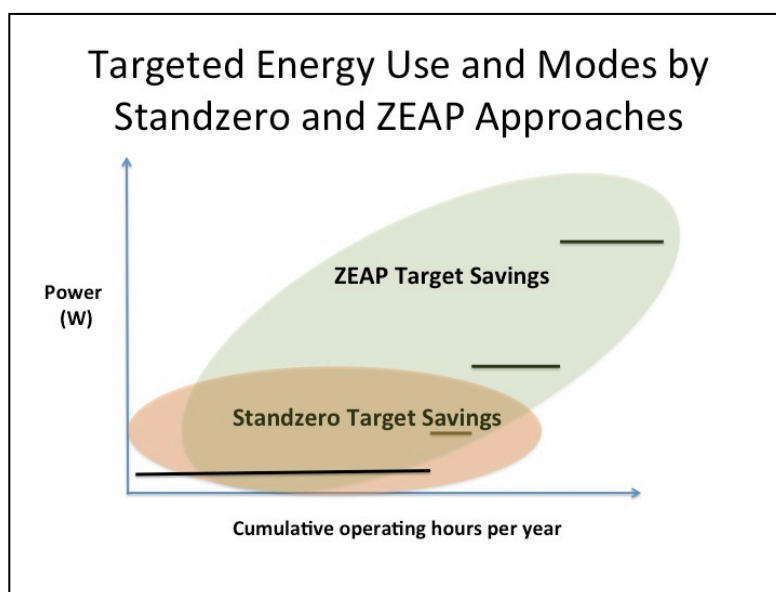 Targeted Energy Use and Modes by
Standzero and ZEAP Approaches
ZEAP Target Savings
Power
(W)
Standzero Target Savings
Cumulative operating hours per year